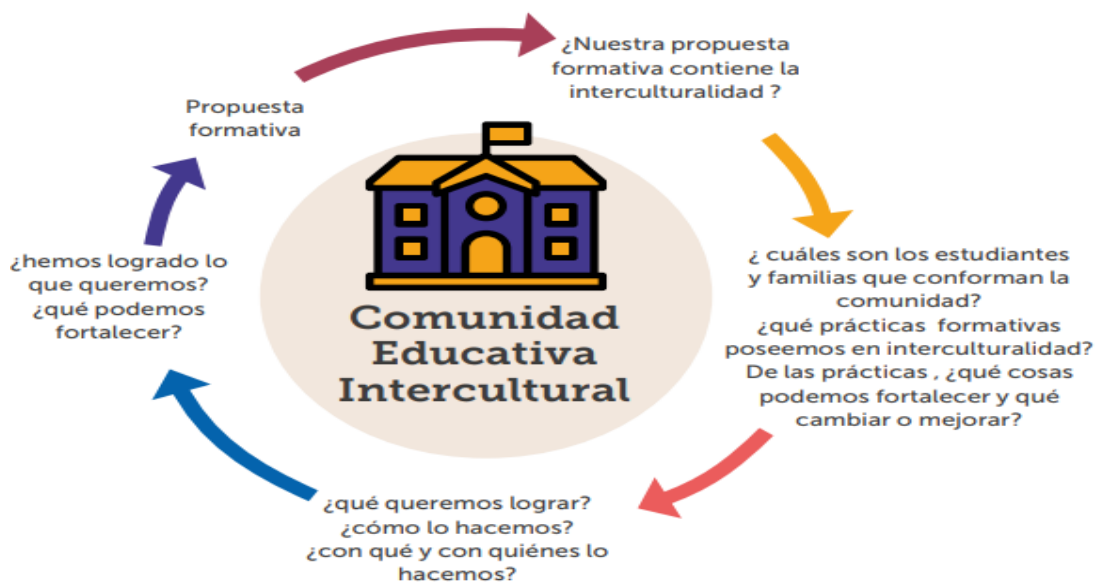 ¿Nuestra propuesta
formativa contiene la
interculturalidad ?
Propuesta
formativa
¿hemos logrado lo
que queremos?
¿qué podemos
fortalecer?
Comunidad
Educativa
Intercultural
¿ cuáles son los estudiantes
y familias que conforman la
comunidad?
¿qué prácticas formativas
poseemos en interculturalidad?
De las prácticas , ¿qué cosas
podemos fortalecer y qué
cambiar o mejorar?
¿qué queremos lograr?
¿cómo lo hacemos?
¿con qué y con quiénes lo
hacemos?